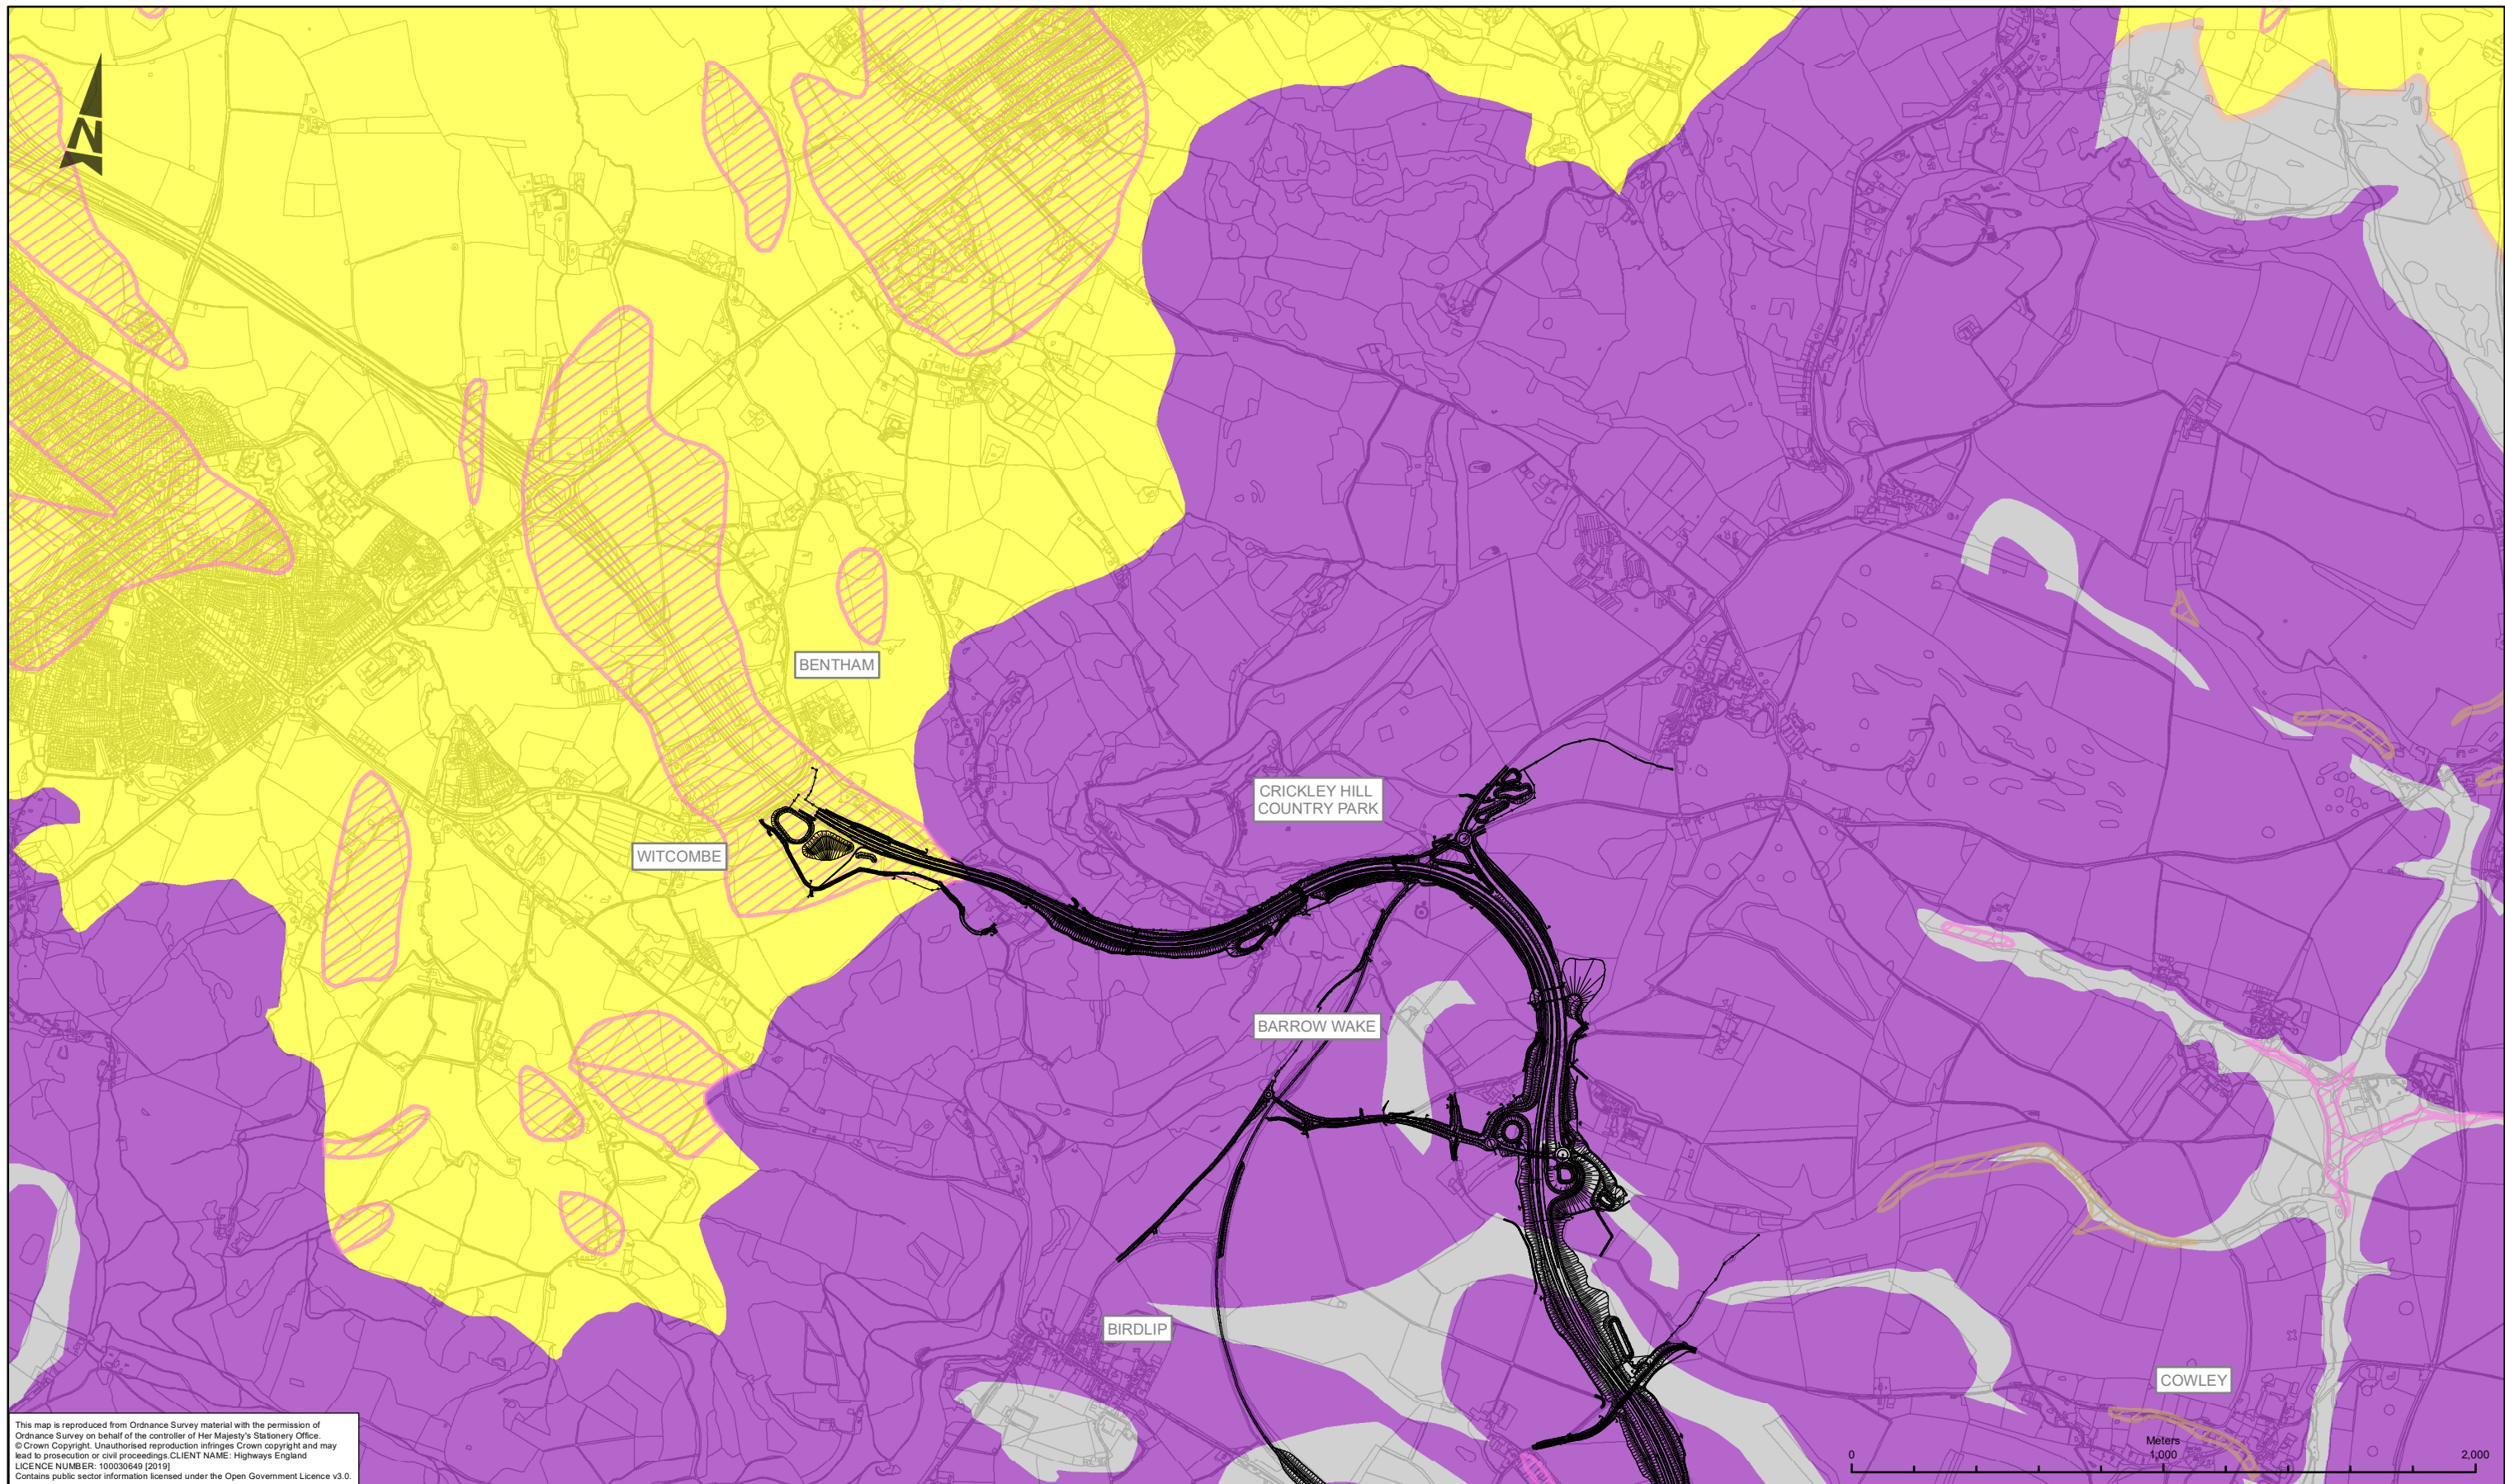 N
BENTHAM
CRICKLEY HILL
COUNTRY PARK
WITCOMBE
BARROW WAKE
BIRDLIP
COWLEY
Meters
0 1,000 2,000
This map is reproduced from Ordnance Survey material with the permission of
Ordnance Survey on behalf of the controller of Her Majesty's Stationery Office.
© Crown Copyright. Unauthorised reproduction infringes Crown copyright and may
lead to prosecution or civil proceedings.CLIENT NAME: Highways England
LICENCE NUMBER: 100030649 [2019]
Contains public sector information licensed under the Open Government Licence v3.0.